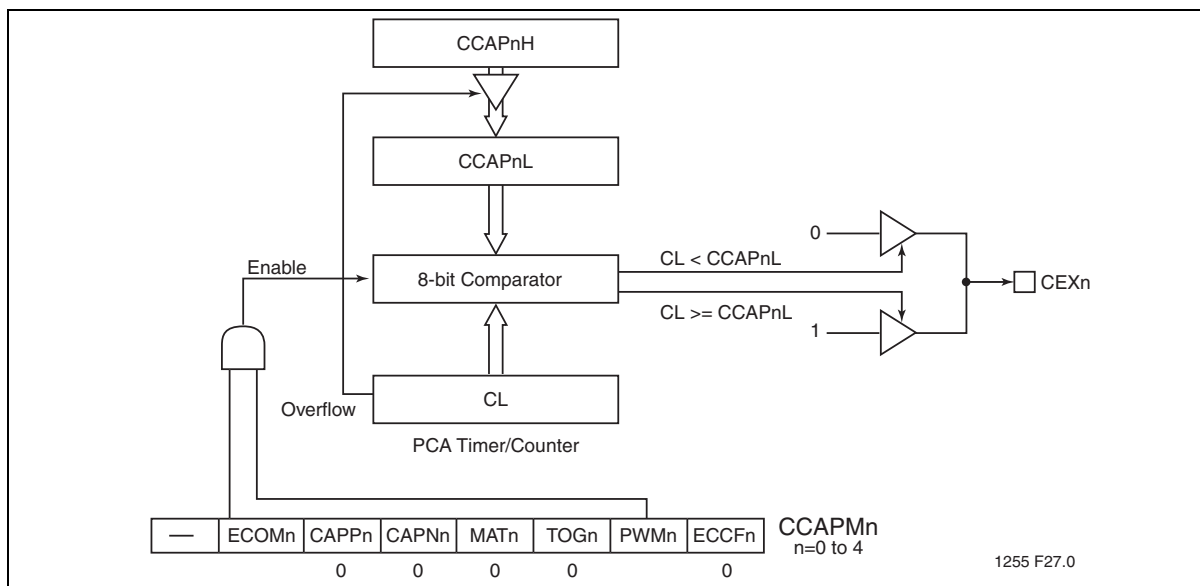 CCAPnH
CCAPnL
0
CL < CCAPnL
Enable
8-bit Comparator
CEXn
CL >= CCAPnL
1
CL
Overflow
PCA Timer/Counter
— ECOMn CAPPn CAPNn MATn TOGn PWMn ECCFn CCAPMn
n=0 to 4
0 0 0 0 0
1255 F27.0